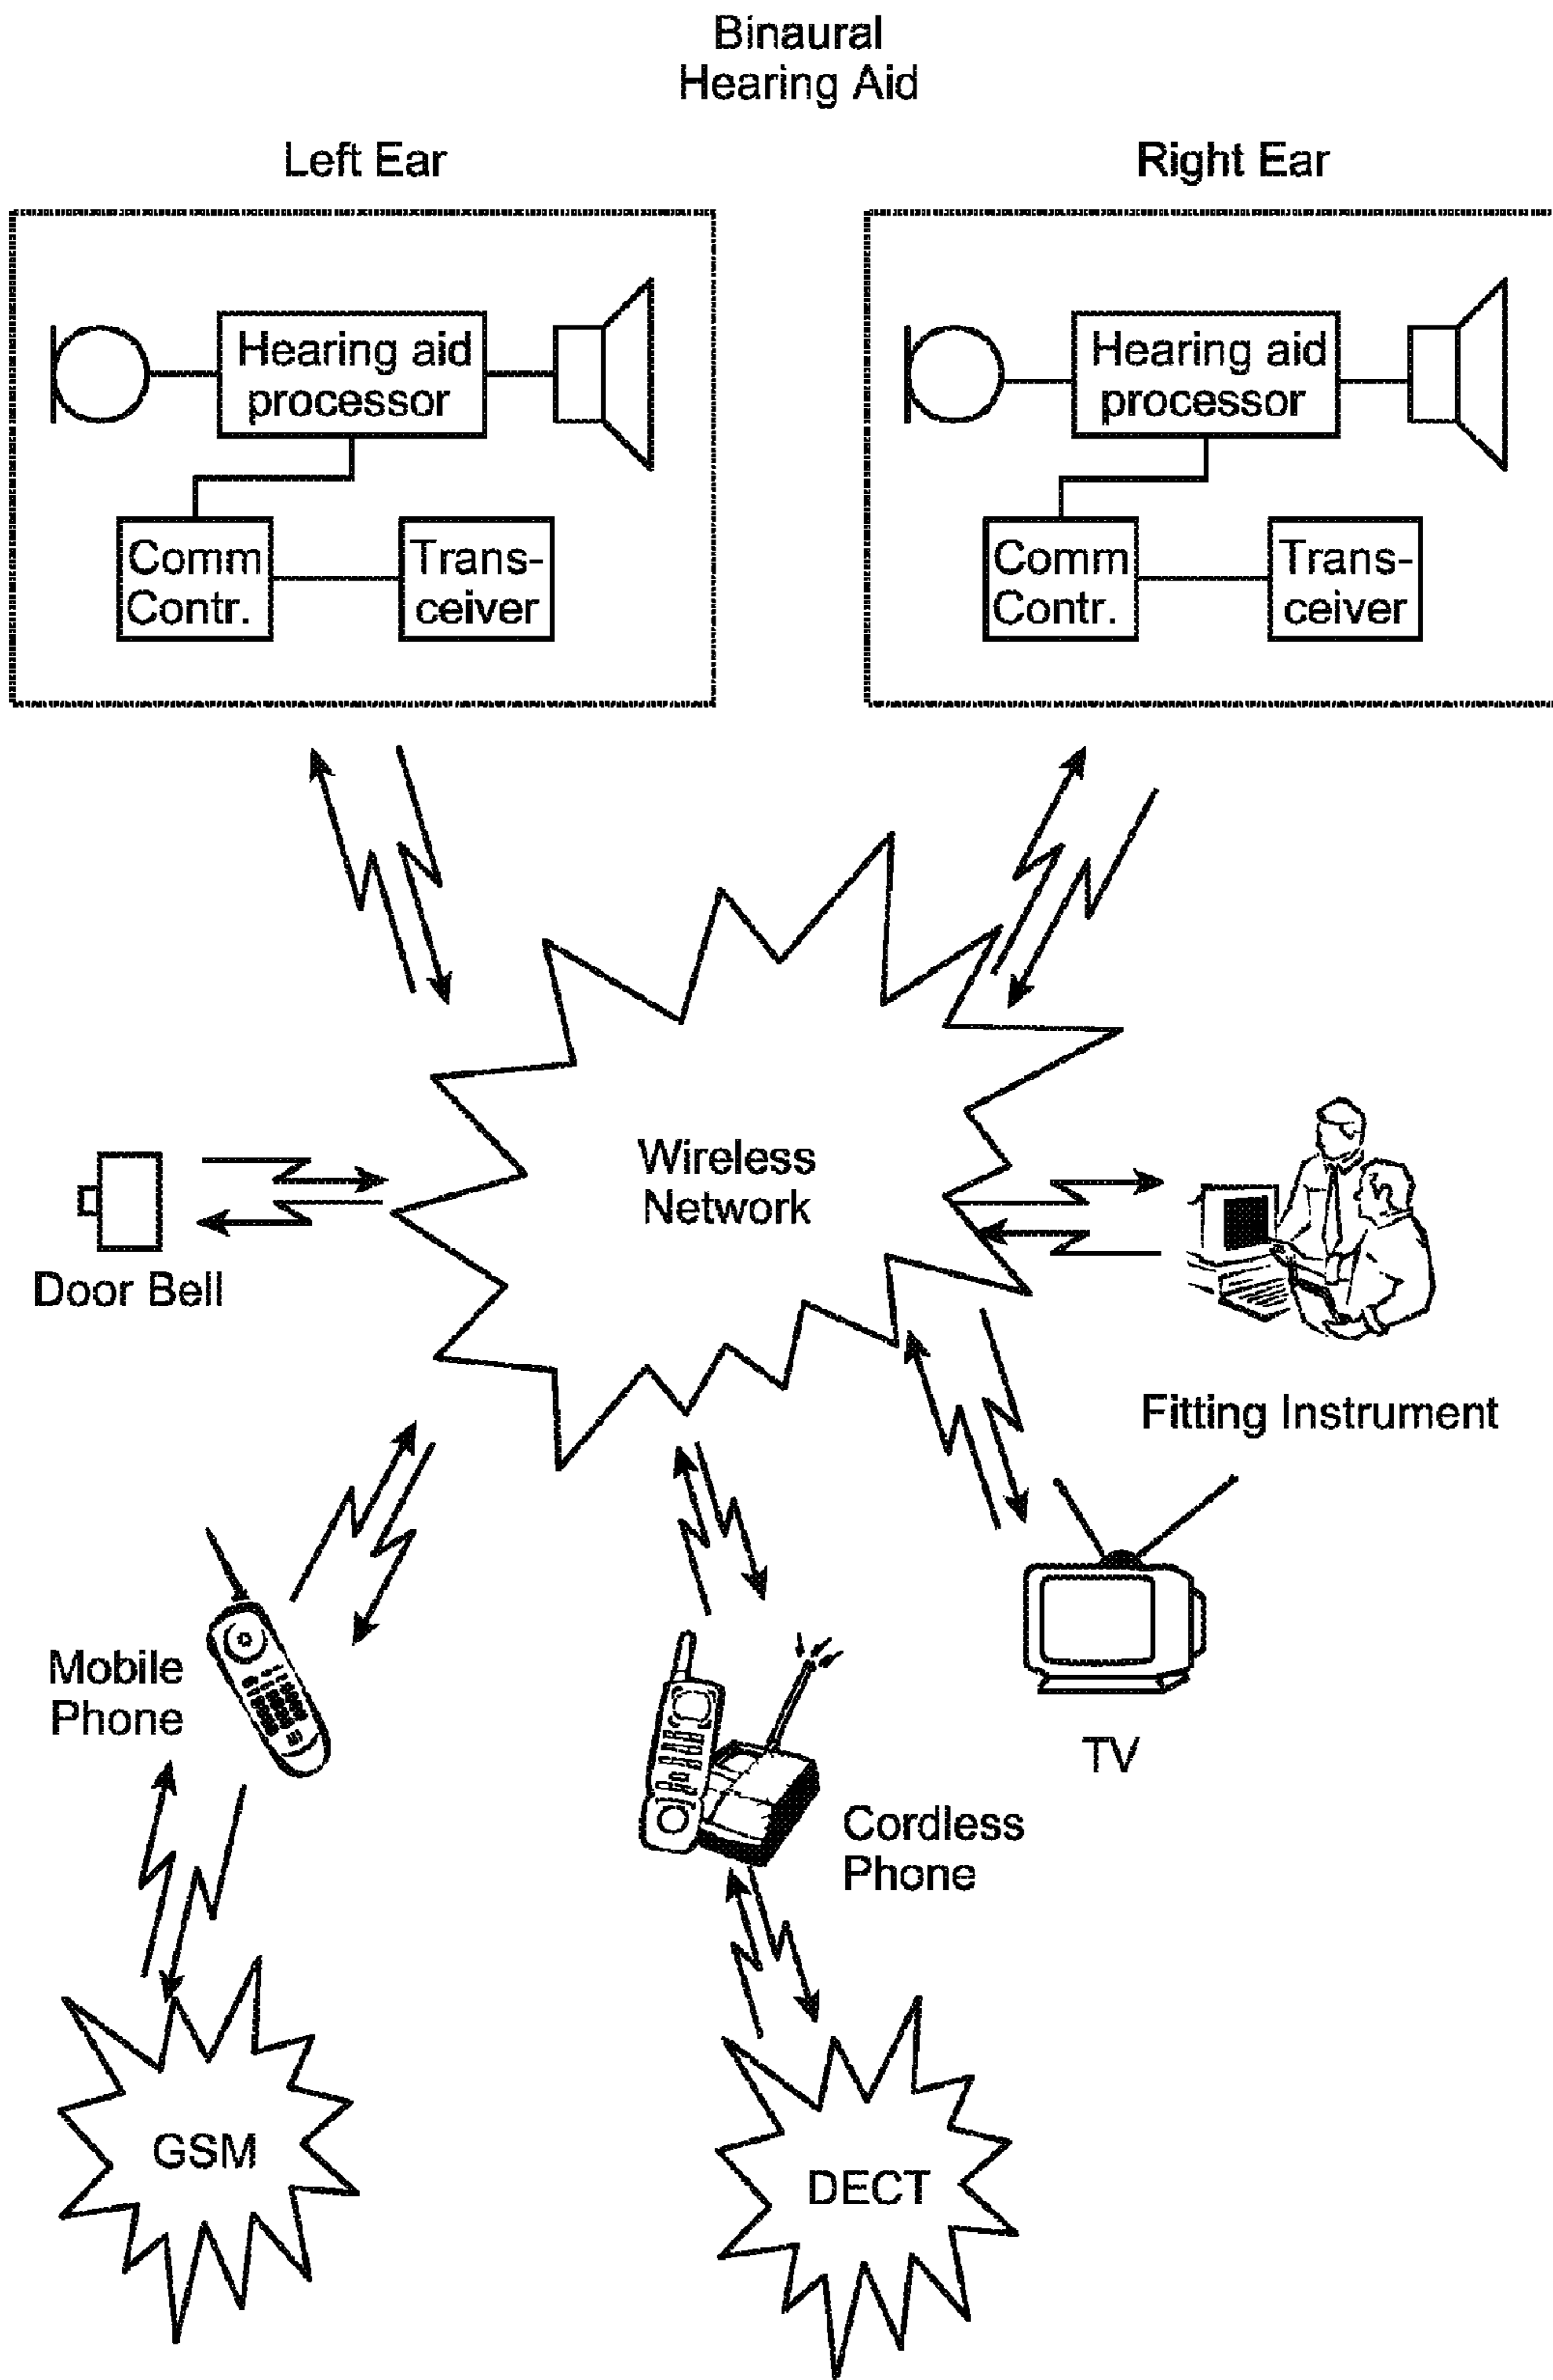 Binaural
Hearing Aid
Left Ear
Right Ear
Hearing aid
processor
Comm
Contr.
Trans-
ceiver
Hearing aid
processor
Comm
Contr.
Trans-
ceiver
Wireless
Network
Door Bell
Fitting Instrument
Mobile
Phone
TV
Cordless
Phone
GSM
DECT